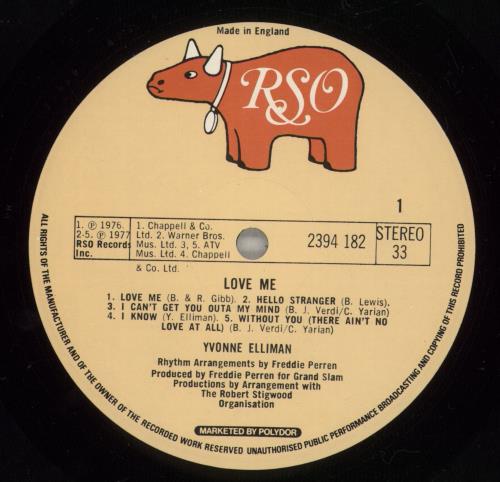 Made in England
RSO
1
1. ℗ 1976.
2-5. ℗ 1977
RSO Records
Inc.
1. Chappell & Co.
Ltd. 2. Warner Bros.
Mus. Ltd. 3, 5. ATV
Mus. Ltd. 4. Chappell
& Co. Ltd.
2394 182
STEREO
33
LOVE ME
1. LOVE ME (B. & R. Gibb). 2. HELLO STRANGER (B. Lewis).
3. I CAN'T GET YOU OUTA MY MIND (B. J. Verdi/C. Yarian)
4. I KNOW (Y. Elliman). 5. WITHOUT YOU (THERE AIN'T NO
LOVE AT ALL) (B. J. Verdi/C. Yarian)
YVONNE ELLIMAN
Rhythm Arrangements by Freddie Perren
Produced by Freddie Perren for Grand Slam
Productions by Arrangement with
The Robert Stigwood
Organisation
MARKETED BY POLYDOR
ALL RIGHTS OF THE MANUFACTURER AND OF THE OWNER OF THE RECORDED WORK RESERVED UNAUTHORISED PUBLIC PERFORMANCE BROADCASTING AND COPYING OF THIS RECORD PROHIBITED